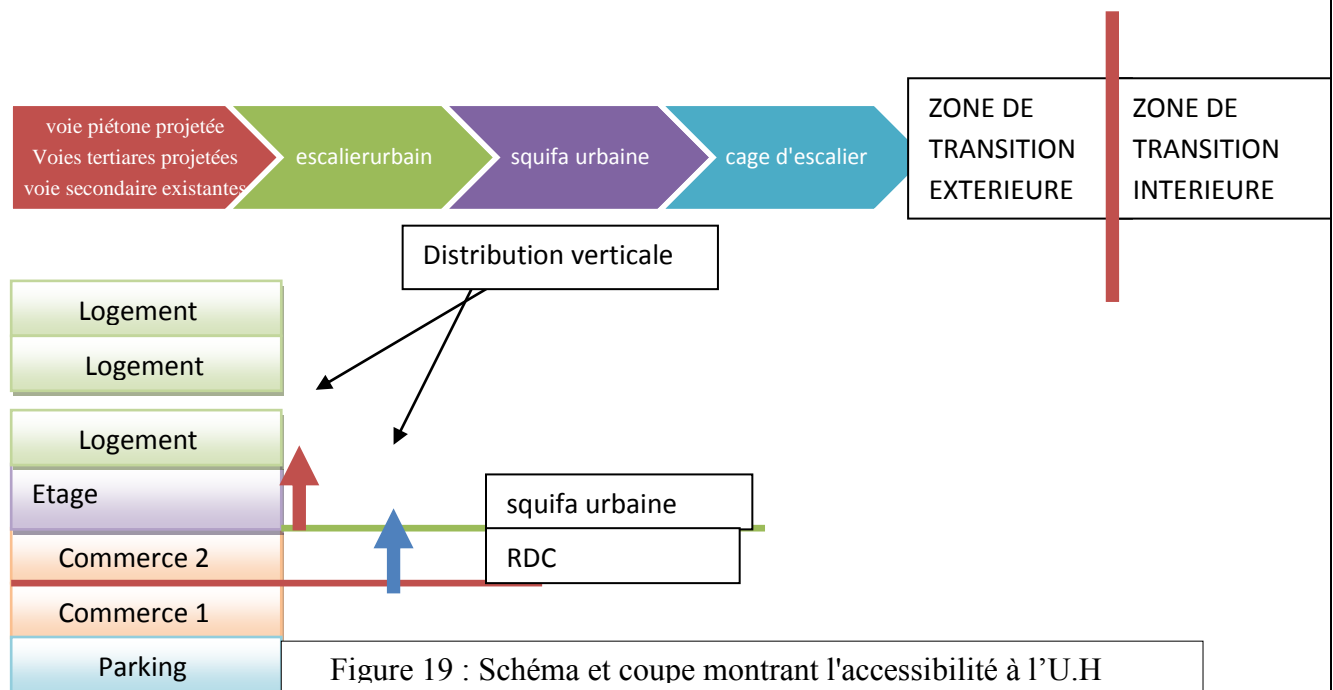 voie piétone projetée
Voies tertiares projetées
voie secondaire existantes
escalierurbain
squifa urbaine
cage d'escalier
ZONE DE
TRANSITION
EXTERIEURE
ZONE DE
TRANSITION
INTERIEURE
Distribution verticale
Logement
Logement
Logement
Etage
squifa urbaine
Commerce 2
RDC
Commerce 1
Parking
Figure 19 : Schéma et coupe montrant l'accessibilité à l’U.H